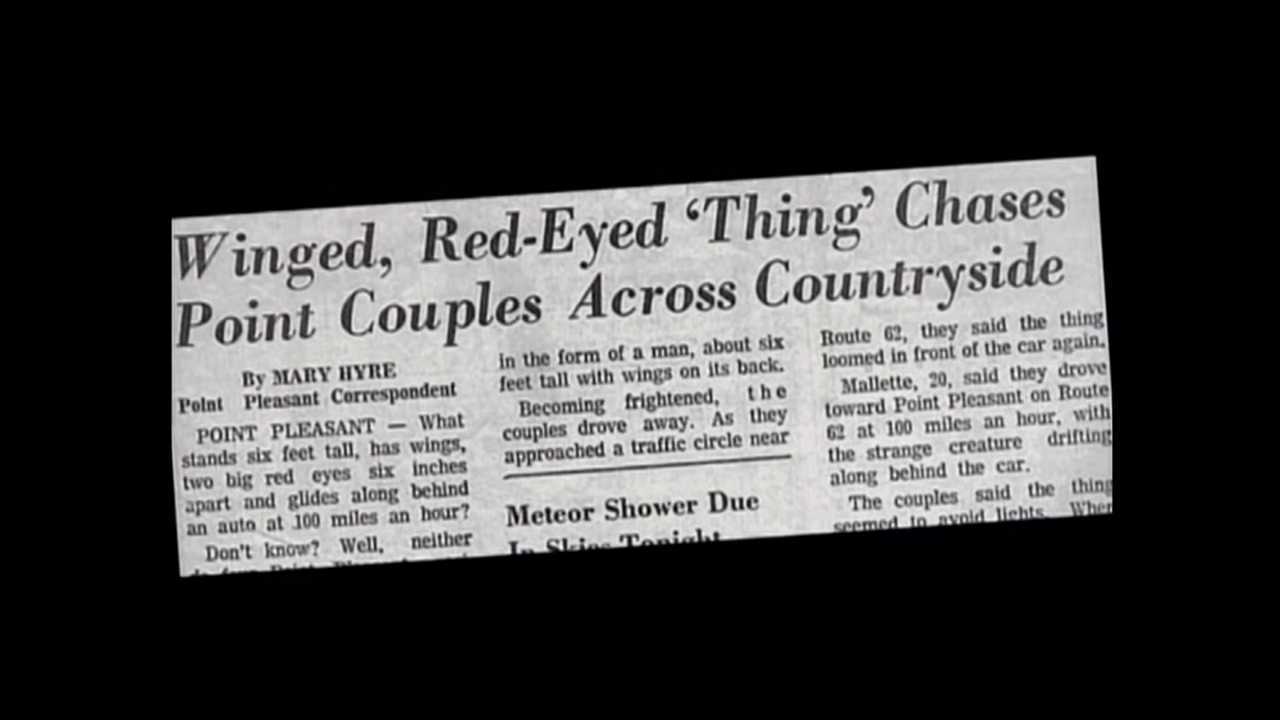 Winged, Red-Eyed ‘Thing’ Chases
Point Couples Across Countryside
By MARY HYRE
Point Pleasant Correspondent
POINT PLEASANT — What
stands six feet tall, has wings,
two big red eyes six inches
apart and glides along behind
an auto at 100 miles an hour?
Don't know? Well, neither
in the form of a man, about six
feet tall with wings on its back.
Becoming frightened, the
couples drove away. As they
approached a traffic circle near
Meteor Shower Due
In Skies Tonight
Route 62, they said the thing
loomed in front of the car again.
Mallette, 20, said they drove
toward Point Pleasant on Route
62 at 100 miles an hour, with
the strange creature drifting
along behind the car.
The couples said the thing
seemed to avoid lights. When